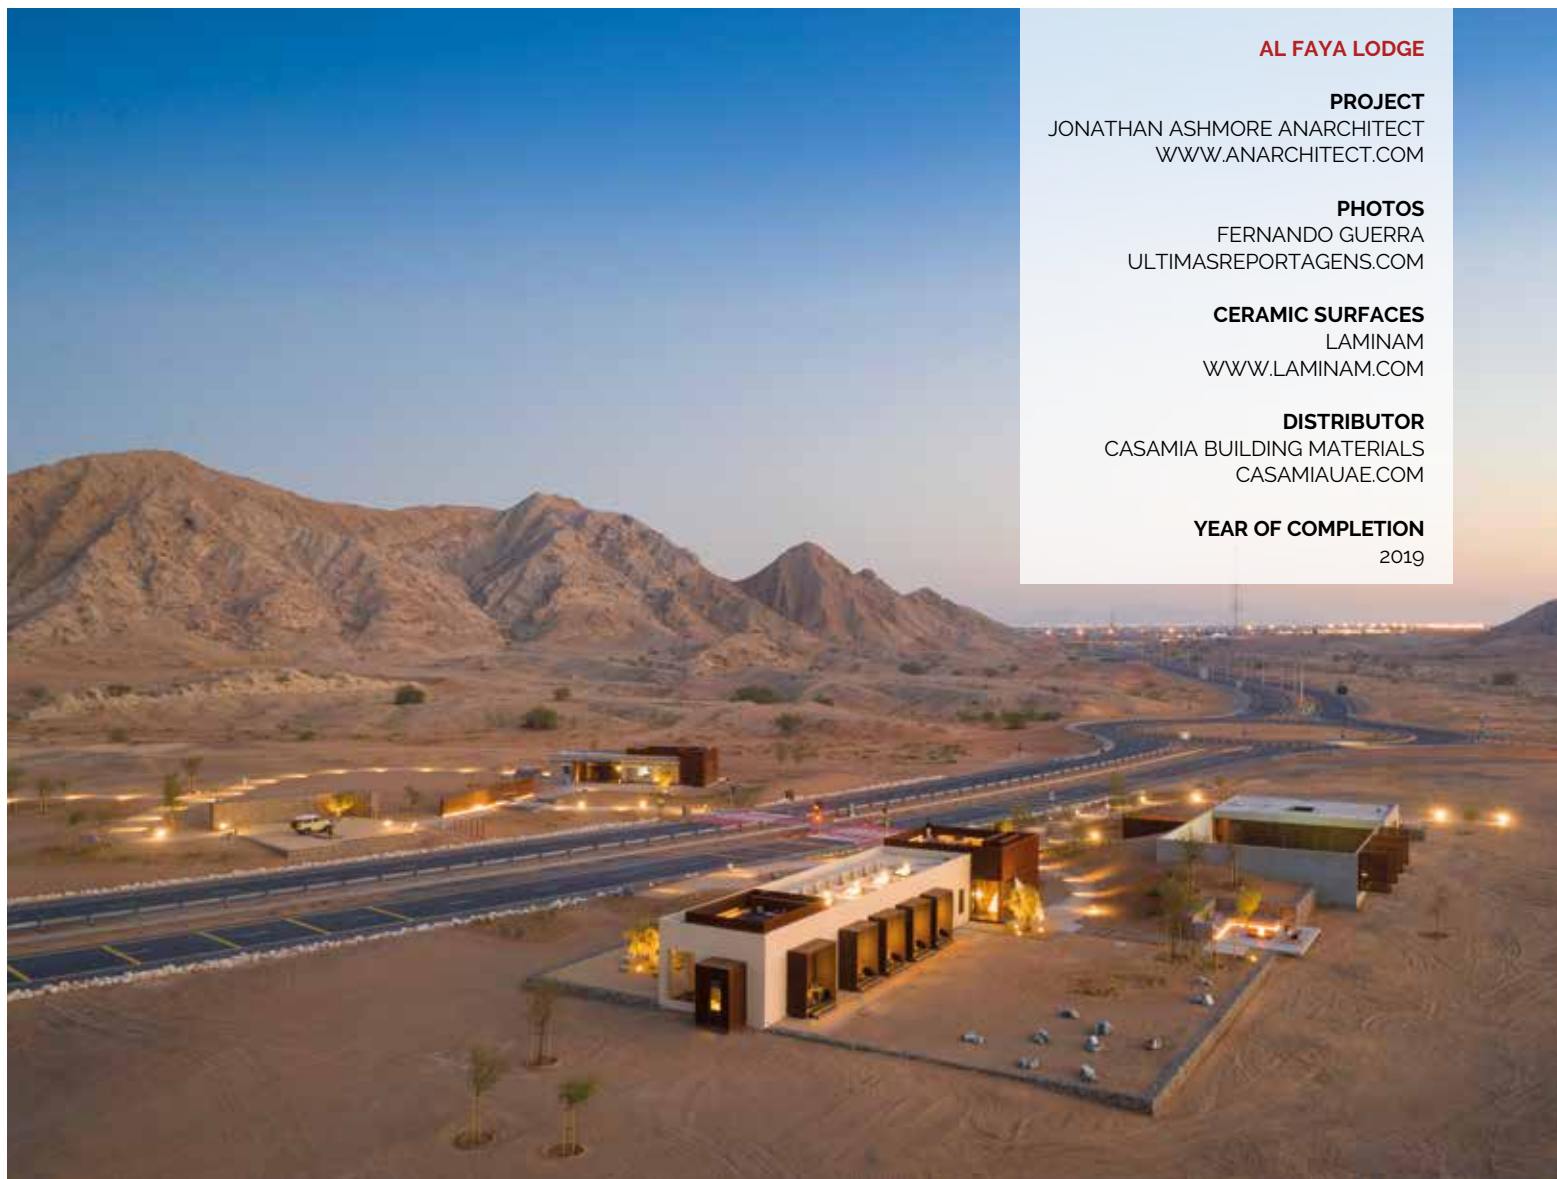 AL FAYA LODGE
PROJECT
JONATHAN ASHMORE ANARCHITECT
WWW.ANARCHITECT.COM
PHOTOS
FERNANDO GUERRA
ULTIMASREPORTAGENS.COM
CERAMIC SURFACES
LAMINAM
WWW.LAMINAM.COM
DISTRIBUTOR
CASAMIA BUILDING MATERIALS
CASAMIAUAE.COM
YEAR OF COMPLETION
2019